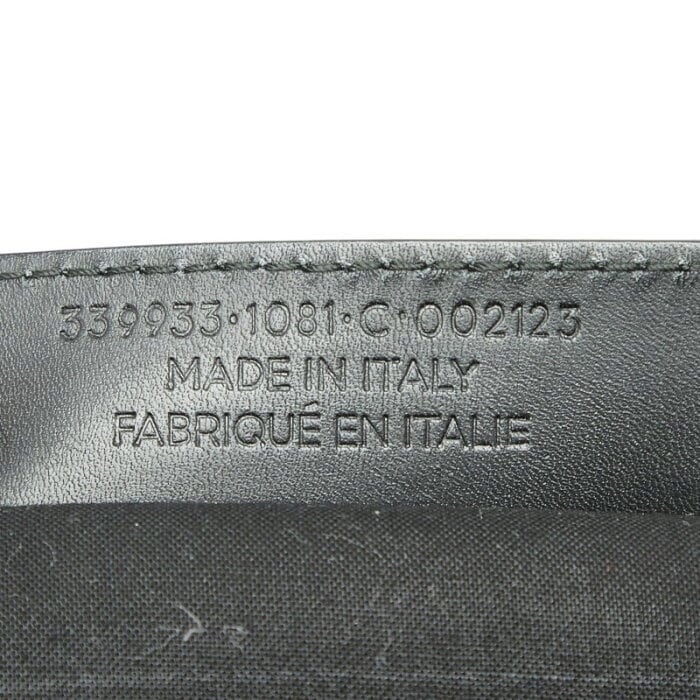 339933·1081·C·002123
MADE IN ITALY
FABRIQUÉ EN ITALIE